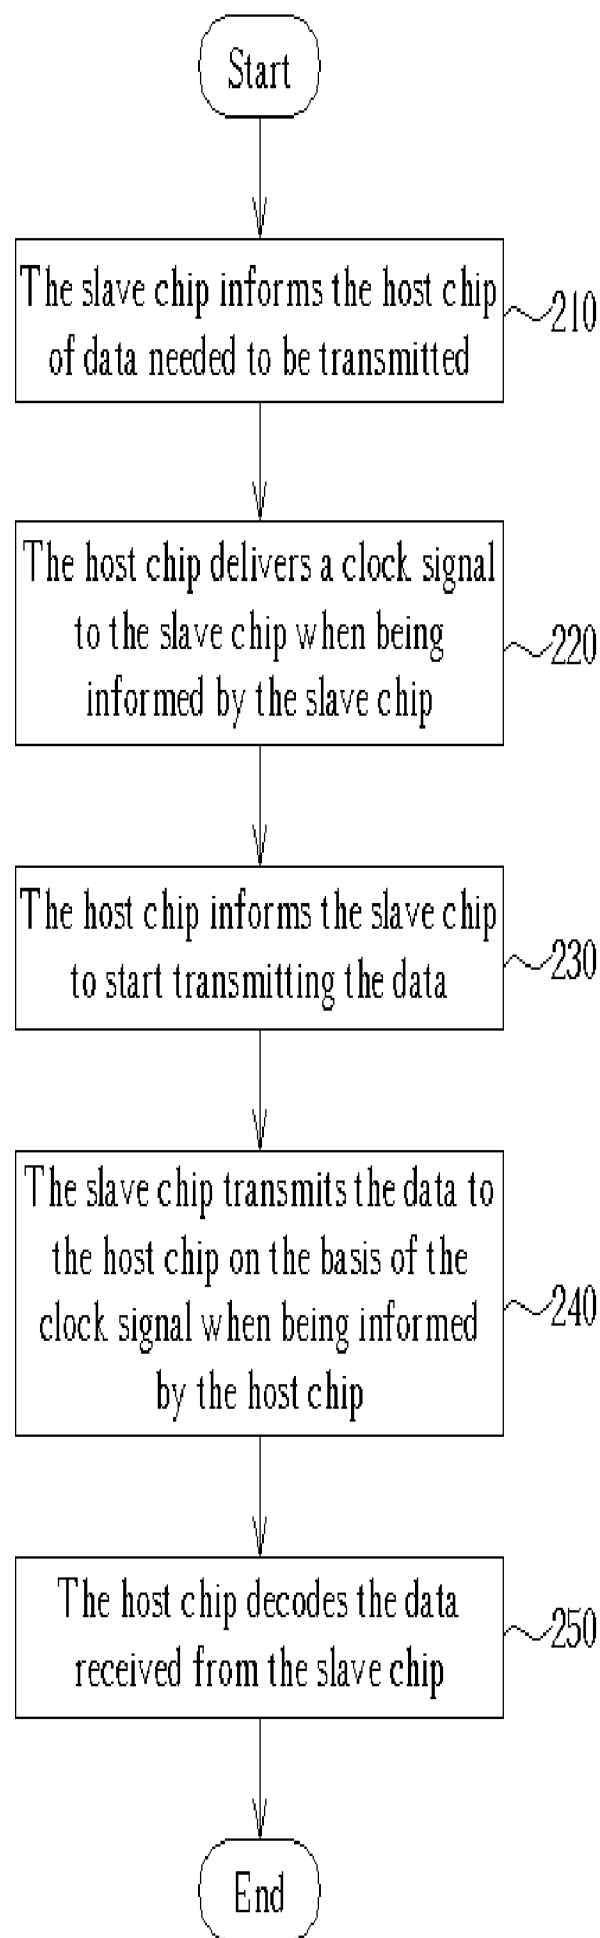 Start
The slave chip informs the host chip
of data needed to be transmitted
210
The host chip delivers a clock signal
to the slave chip when being
informed by the slave chip
220
The host chip informs the slave chip
to start transmitting the data
230
The slave chip transmits the data to
the host chip on the basis of the
clock signal when being informed
by the host chip
240
The host chip decodes the data
received from the slave chip
250
End